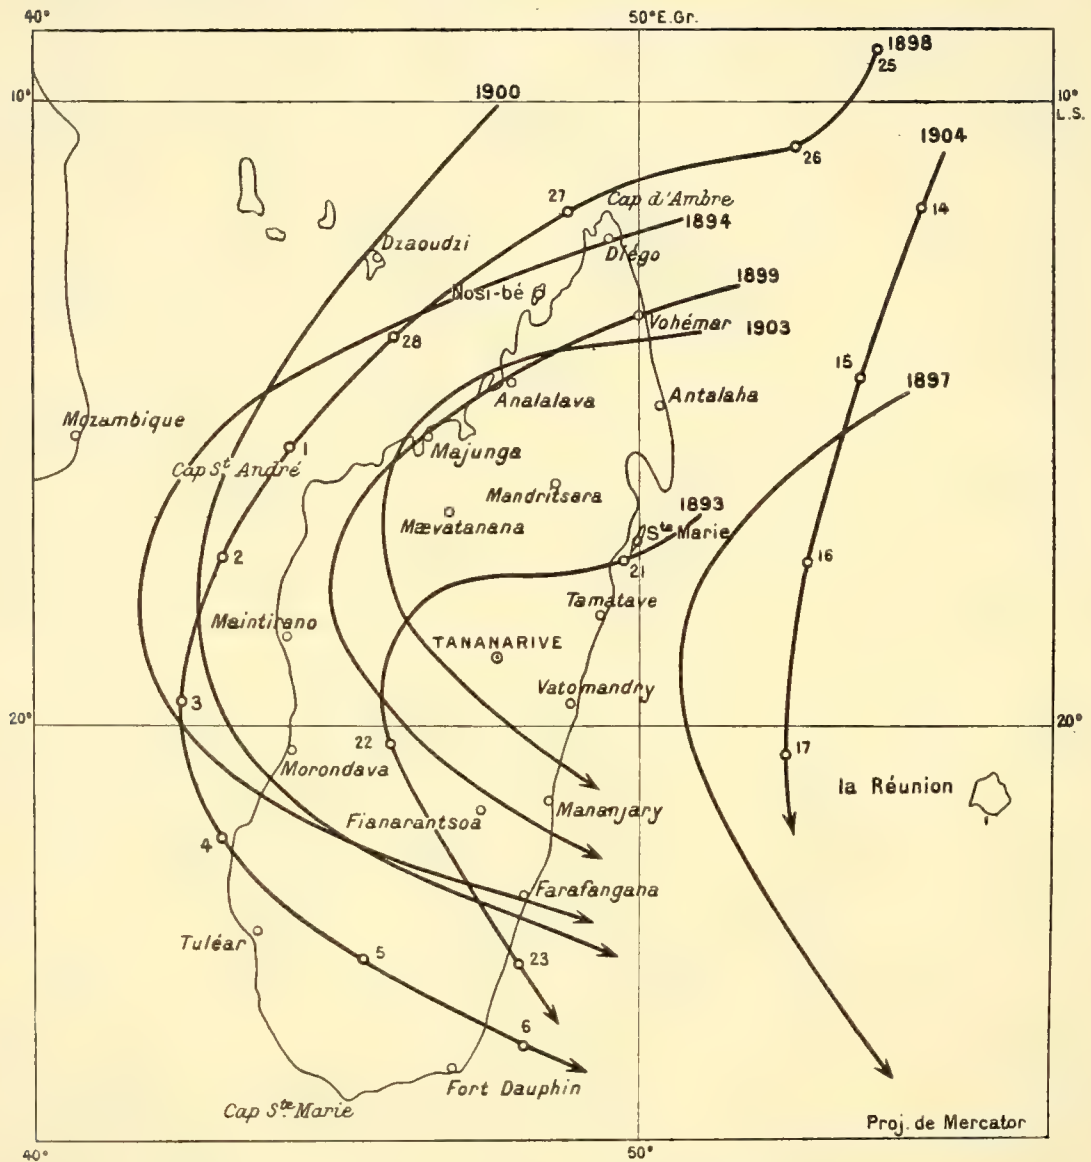 40°
50° E. Gr.
1898
25
1900
10°
10°
L.S.
26
1904
27
Cap d'Ambre
14
1894
Dzaoudzi
Diégo
1899
Nosi-bé
Vohémar
1903
28
15
1897
Analalava
Antalaha
Mozambique
1
Majunga
Cap S.t André
Mandritsara
1893
Mævatanana
S.te Marie
2
21
16
Tamatave
Maintirano
TANANARIVE
Vatomandry
3
20°
20°
22
17
Morondava
la Réunion
Fianarantsoa
Mananjary
4
Farafangana
Tuléar
5
23
6
Fort Dauphin
Cap S.te Marie
Proj. de Mercator
40°
50°